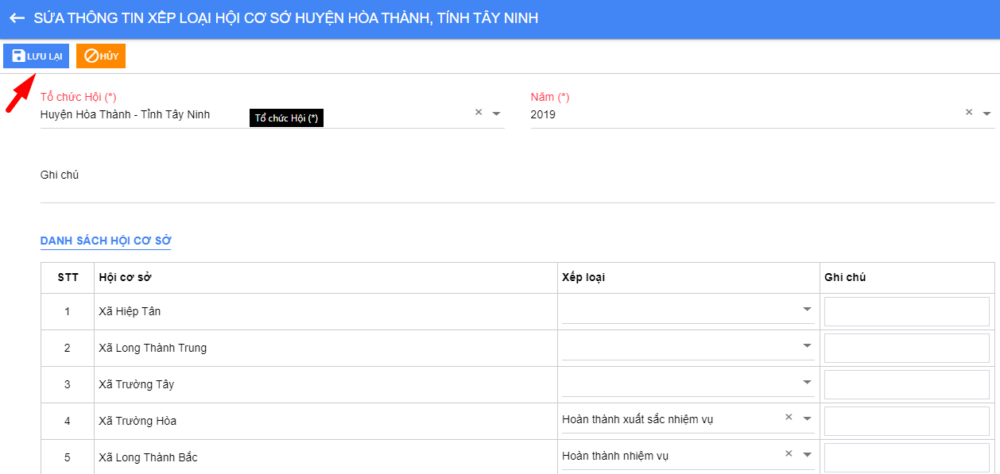 SỬA THÔNG TIN XẾP LOẠI HỘI CƠ SỞ HUYỆN HÒA THÀNH, TỈNH TÂY NINH
LƯU LẠI HỦY
Tổ chức Hội (*) Năm (*)
Huyện Hòa Thành - Tỉnh Tây Ninh Tổ chức Hội (*) 2019
Ghi chú
DANH SÁCH HỘI CƠ SỞ
STT Hội cơ sở Xếp loại Ghi chú
1 Xã Hiệp Tân
2 Xã Long Thành Trung
3 Xã Trường Tây
4 Xã Trường Hòa Hoàn thành xuất sắc nhiệm vụ
5 Xã Long Thành Bắc Hoàn thành nhiệm vụ